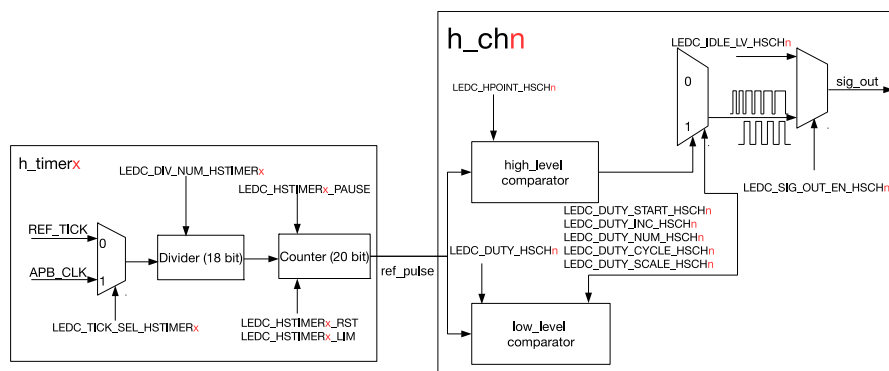 h_chn
LEDC_IDLE_LV_HSCHn
sig_out
0
1
LEDC_HPOINT_HSCHn
high_level
comparator
LEDC_SIG_OUT_EN_HSCHn
h_timerx
LEDC_DIV_NUM_HSTIMERx
LEDC_HSTIMERx_PAUSE
REF_TICK
0
APB_CLK
1
Divider (18 bit)
Counter (20 bit)
ref_pulse
LEDC_TICK_SEL_HSTIMERx
LEDC_HSTIMERx_RST
LEDC_HSTIMERx_LIM
LEDC_DUTY_HSCHn
LEDC_DUTY_START_HSCHn
LEDC_DUTY_INC_HSCHn
LEDC_DUTY_NUM_HSCHn
LEDC_DUTY_CYCLE_HSCHn
LEDC_DUTY_SCALE_HSCHn
low_level
comparator